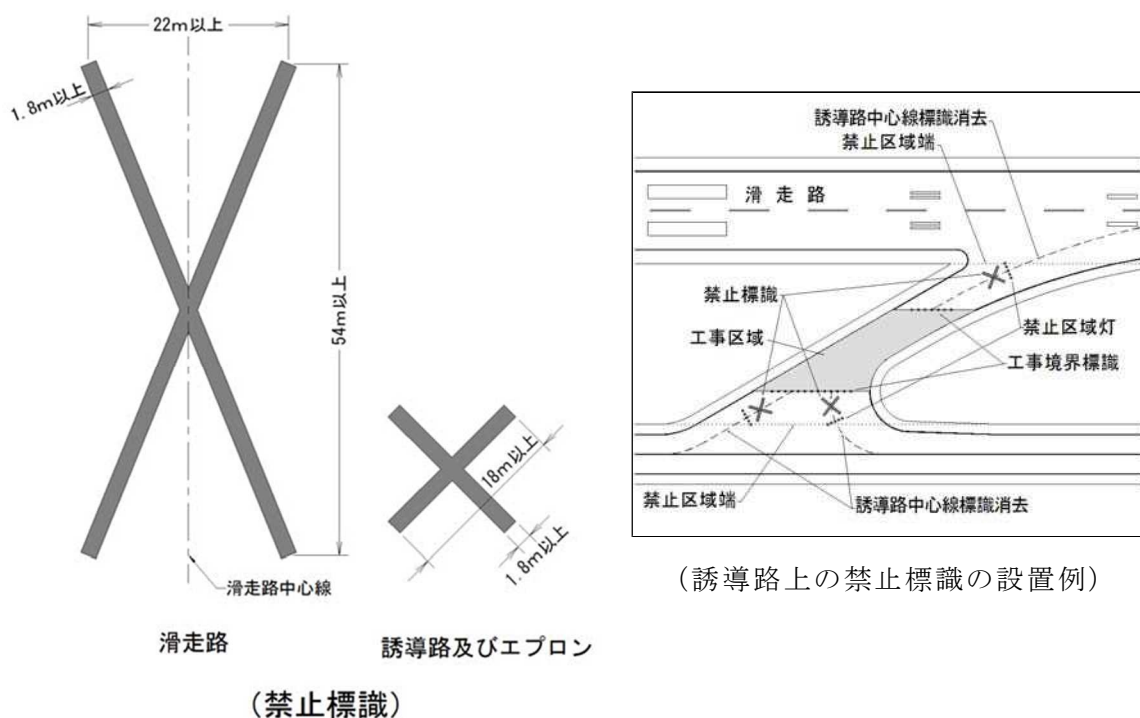 22m以上
1.8m以上
54m以上
滑走路中心線
滑走路
18m以上
1.8m以上
誘導路及びエプロン
(禁止標識)
誘導路中心線標識消去
禁止区域端
滑走路
禁止標識
工事区域
禁止区域灯
工事境界標識
禁止区域端
誘導路中心線標識消去
(誘導路上の禁止標識の設置例)